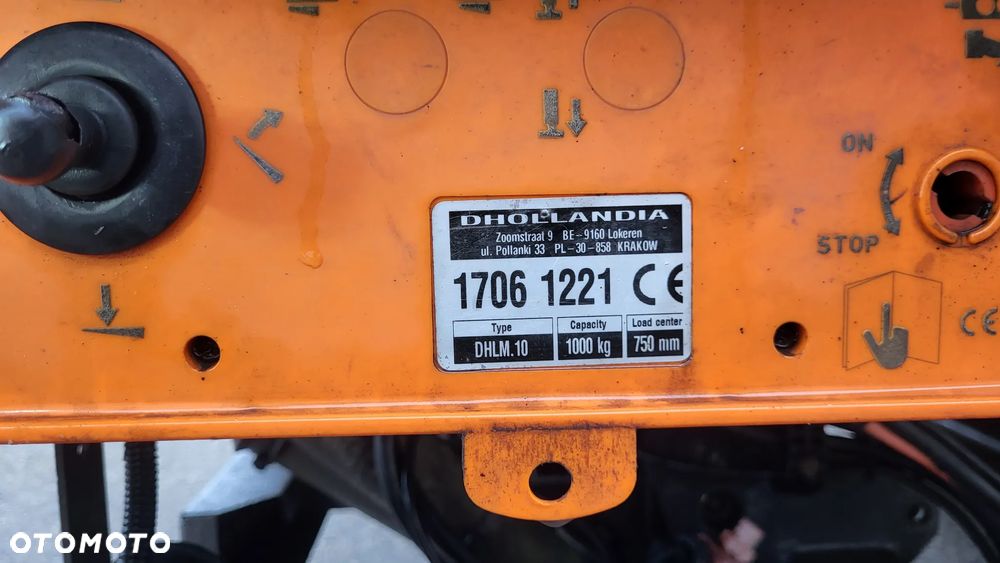 ON
STOP
DHOLLANDIA
Zoomstraat 9 BE-9160 Lokeren
ul. Pollanki 33 PL-30-858 KRAKOW
1706 1221 CE
Type Capacity Load center
DHLM.10 1000 kg 750 mm
CE
OTOMOTO